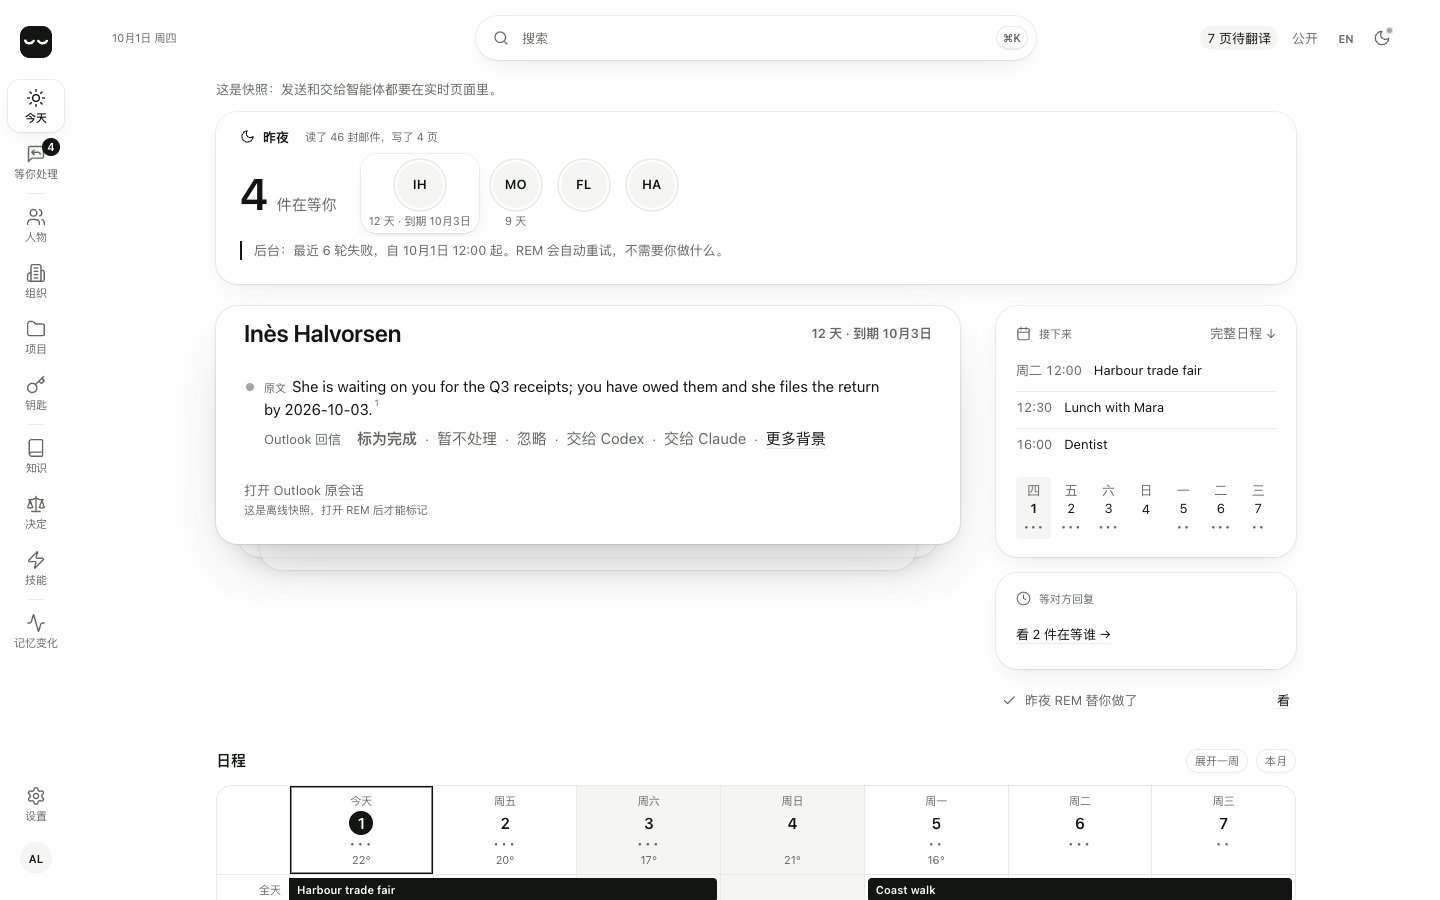 10月1日 周四
搜索
⌘K
7 页待翻译
公开
EN
今天
4
等你处理
人物
组织
项目
钥匙
知识
决定
技能
记忆变化
设置
AL
这是快照：发送和交给智能体都要在实时页面里。
昨夜 读了 46 封邮件，写了 4 页
4 件在等你
IH
12 天 · 到期 10月3日
MO
9 天
FL
HA
后台：最近 6 轮失败，自 10月1日 12:00 起。REM 会自动重试，不需要你做什么。
Inès Halvorsen
12 天 · 到期 10月3日
原文 She is waiting on you for the Q3 receipts; you have owed them and she files the return
by 2026-10-03. 1
Outlook 回信 标为完成 · 暂不处理 · 忽略 · 交给 Codex · 交给 Claude · 更多背景
打开 Outlook 原会话
这是离线快照，打开 REM 后才能标记
接下来
完整日程 ↓
周二 12:00 Harbour trade fair
12:30 Lunch with Mara
16:00 Dentist
四 五 六 日 一 二 三
1 2 3 4 5 6 7
等对方回复
看 2 件在等谁 →
昨夜 REM 替你做了
看
日程
展开一周
本月
今天 周五 周六 周日 周一 周二 周三
1 2 3 4 5 6 7
22° 20° 17° 21° 16°
全天 Harbour trade fair Coast walk